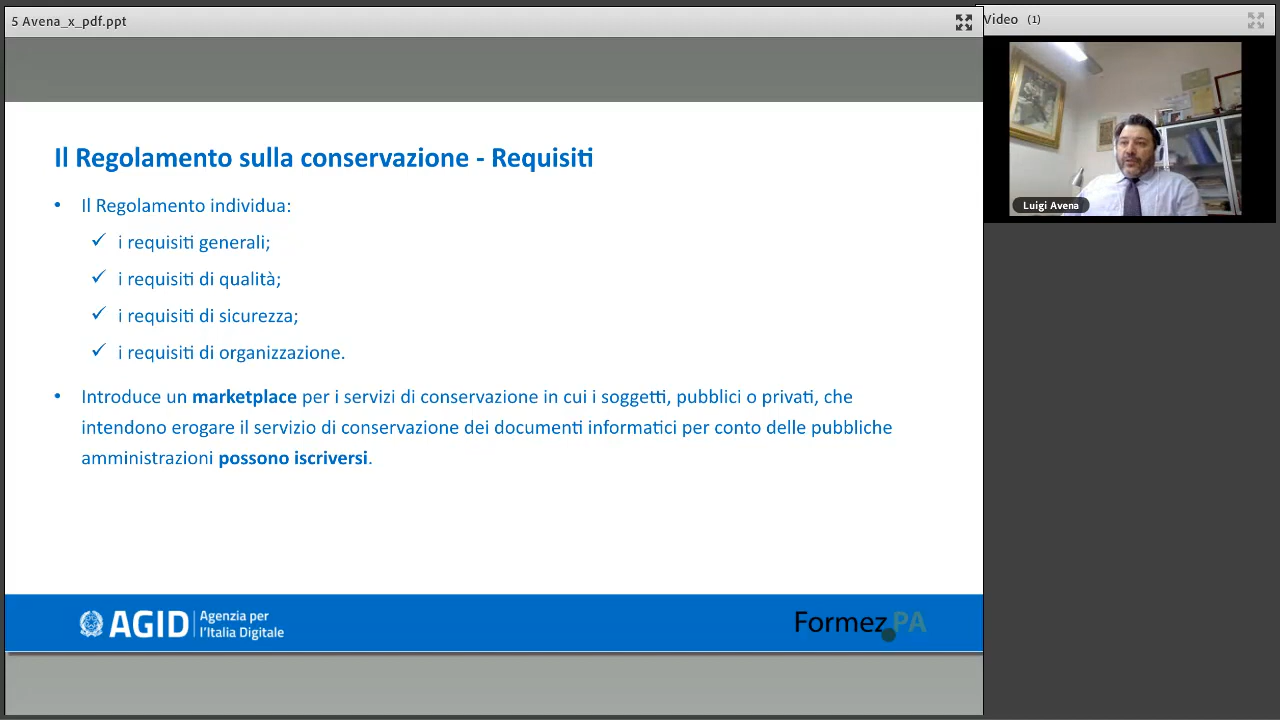 5 Avena_x_pdf.ppt
Video (1)
Luigi Avena
Il Regolamento sulla conservazione - Requisiti
• Il Regolamento individua:
✓ i requisiti generali;
✓ i requisiti di qualità;
✓ i requisiti di sicurezza;
✓ i requisiti di organizzazione.
• Introduce un marketplace per i servizi di conservazione in cui i soggetti, pubblici o privati, che
intendono erogare il servizio di conservazione dei documenti informatici per conto delle pubbliche
amministrazioni possono iscriversi.
AGID Agenzia per
l'Italia Digitale
Formez PA